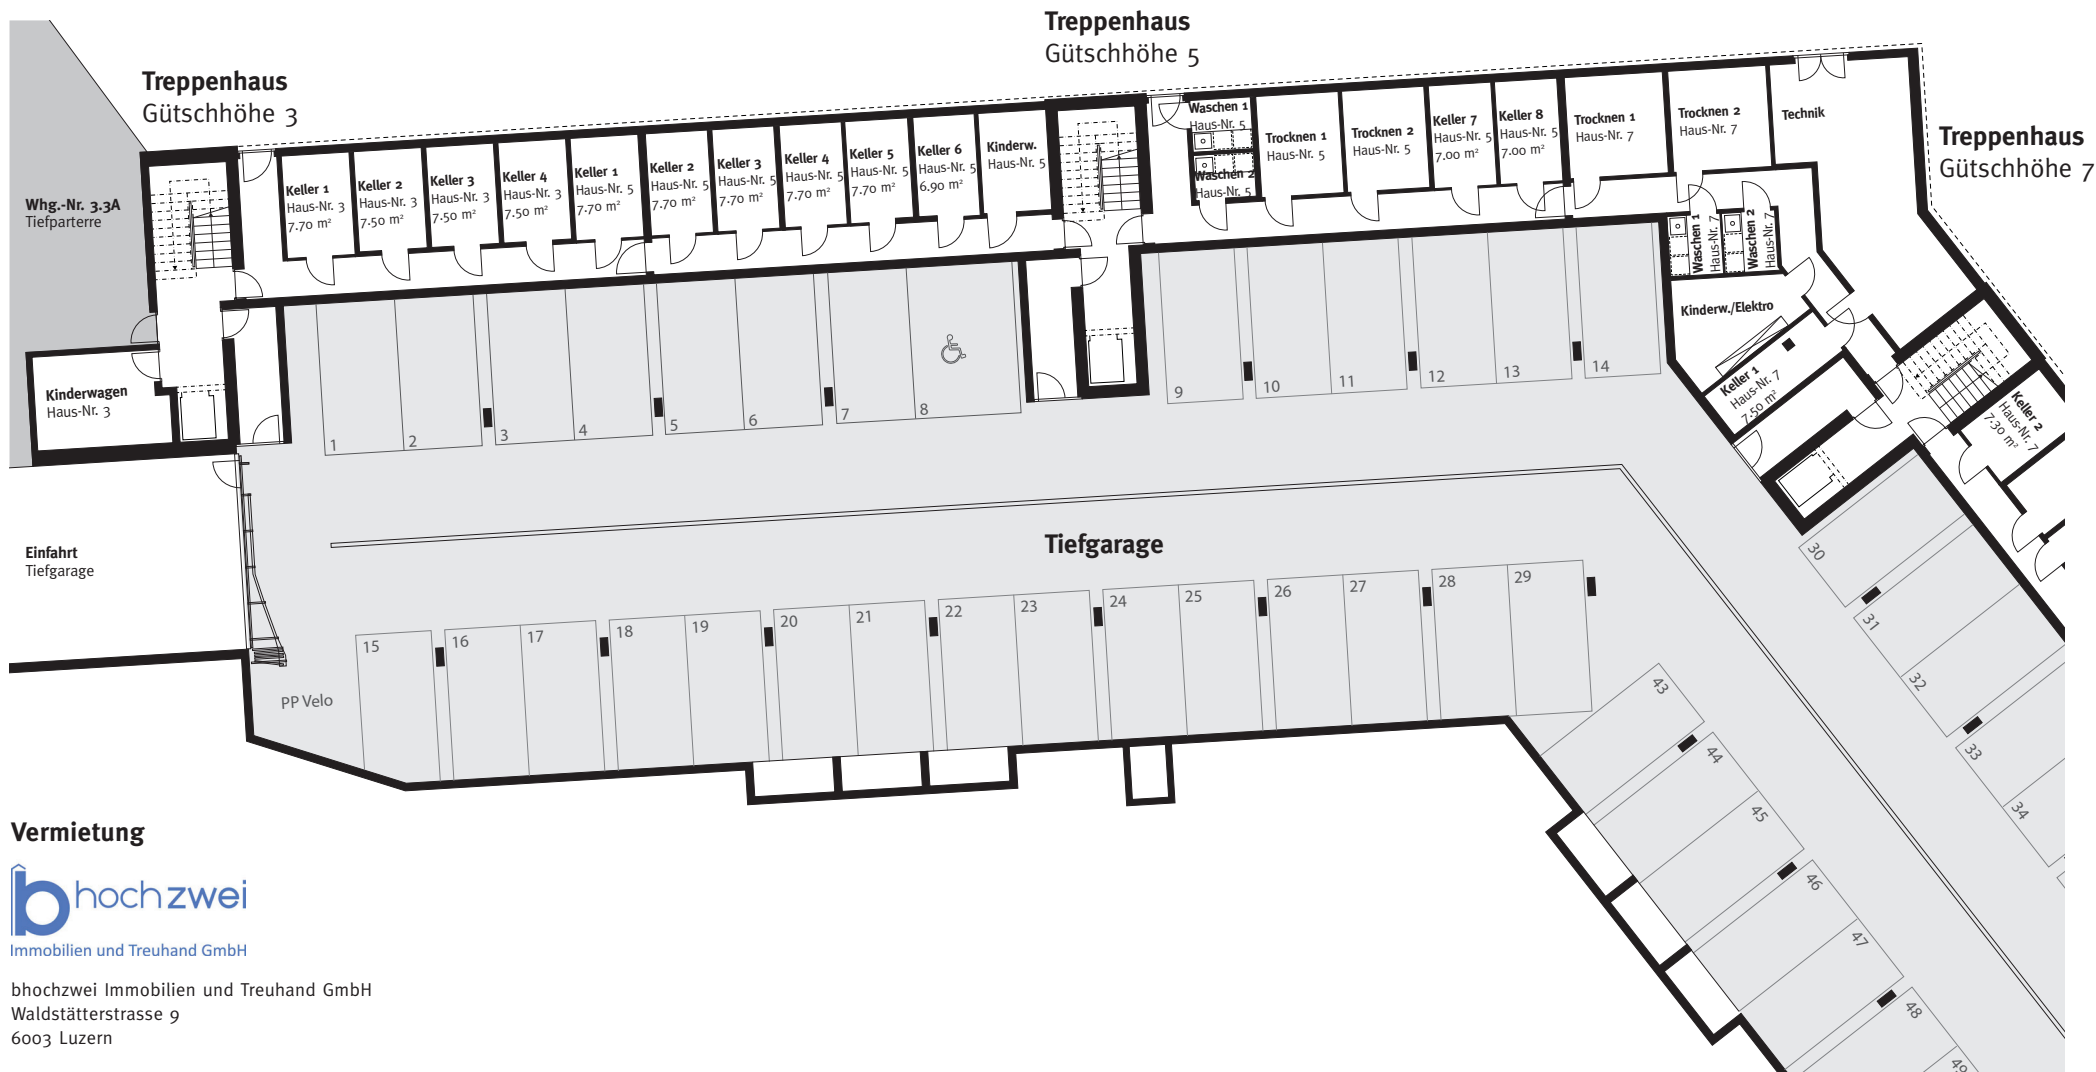 Treppenhaus
Gütschhöhe 5
Treppenhaus
Gütschhöhe 3
Treppenhaus
Gütschhöhe 7
Whg.-Nr. 3.3A
Tiefparterre
Keller 1
Haus-Nr. 3
7.70 m²
Keller 2
Haus-Nr. 3
7.50 m²
Keller 3
Haus-Nr. 3
7.50 m²
Keller 4
Haus-Nr. 3
7.50 m²
Keller 1
Haus-Nr. 5
7.70 m²
Keller 2
Haus-Nr. 5
7.70 m²
Keller 3
Haus-Nr. 5
7.70 m²
Keller 4
Haus-Nr. 5
7.70 m²
Keller 5
Haus-Nr. 5
7.70 m²
Keller 6
Haus-Nr. 5
6.90 m²
Kinderw.
Haus-Nr. 5
Waschen 1
Haus-Nr. 5
Waschen 2
Haus-Nr. 5
Trocknen 1
Haus-Nr. 5
Trocknen 2
Haus-Nr. 5
Keller 7
Haus-Nr. 5
7.00 m²
Keller 8
Haus-Nr. 5
7.00 m²
Trocknen 1
Haus-Nr. 7
Trocknen 2
Haus-Nr. 7
Technik
Waschen 1
Haus-Nr. 7
Waschen 2
Haus-Nr. 7
Kinderw./Elektro
Keller 1
Haus-Nr. 7
7.50 m²
Keller 2
Haus-Nr. 7
7.30 m²
Kinderwagen
Haus-Nr. 3
1
2
3
4
5
6
7
8
9
10
11
12
13
14
Einfahrt
Tiefgarage
Tiefgarage
PP Velo
15
16
17
18
19
20
21
22
23
24
25
26
27
28
29
30
31
32
33
34
43
44
45
46
47
48
49
Vermietung
b hochzwei
Immobilien und Treuhand GmbH
bhochzwei Immobilien und Treuhand GmbH
Waldstätterstrasse 9
6003 Luzern